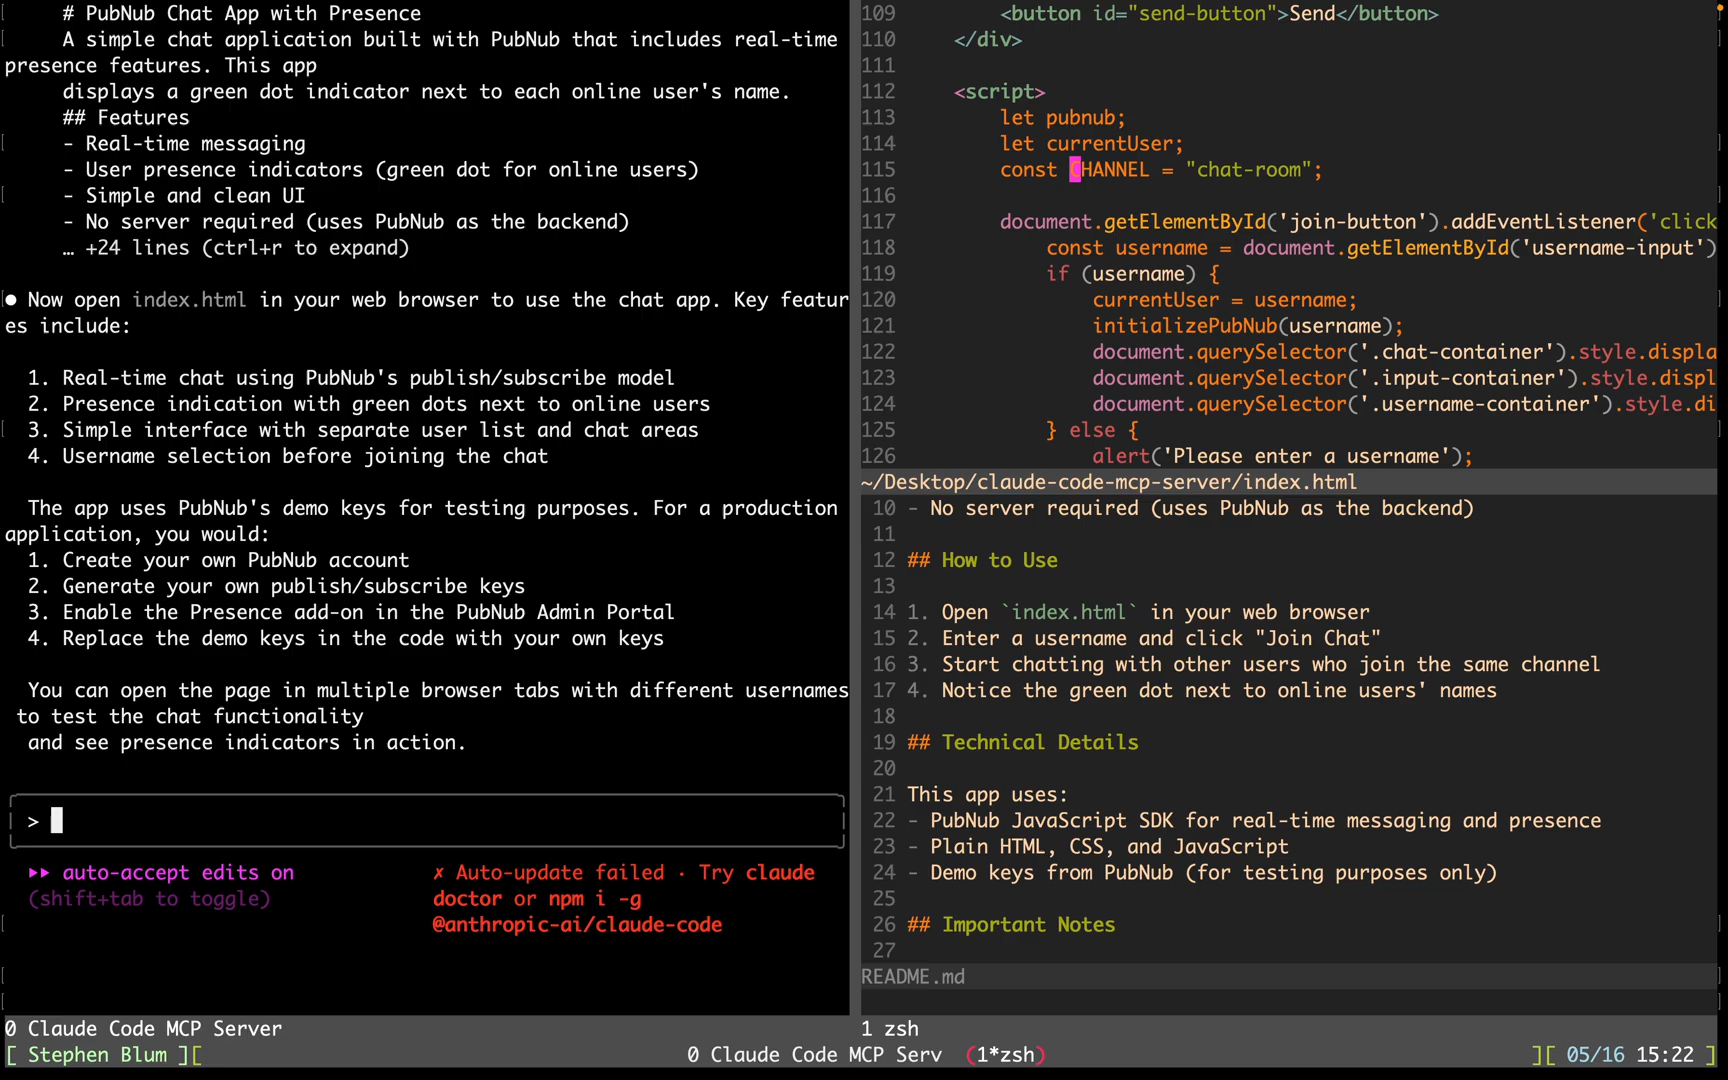 # PubNub Chat App with Presence
A simple chat application built with PubNub that includes real-time
presence features. This app
displays a green dot indicator next to each online user's name.
## Features
- Real-time messaging
- User presence indicators (green dot for online users)
- Simple and clean UI
- No server required (uses PubNub as the backend)
… +24 lines (ctrl+r to expand)
● Now open index.html in your web browser to use the chat app. Key featur
es include:
1. Real-time chat using PubNub's publish/subscribe model
2. Presence indication with green dots next to online users
3. Simple interface with separate user list and chat areas
4. Username selection before joining the chat
The app uses PubNub's demo keys for testing purposes. For a production
application, you would:
1. Create your own PubNub account
2. Generate your own publish/subscribe keys
3. Enable the Presence add-on in the PubNub Admin Portal
4. Replace the demo keys in the code with your own keys
You can open the page in multiple browser tabs with different usernames
to test the chat functionality
and see presence indicators in action.
>
▸▸ auto-accept edits on
(shift+tab to toggle)
✗ Auto-update failed · Try claude
doctor or npm i -g
@anthropic-ai/claude-code
109 <button id="send-button">Send</button>
110 </div>
111
112 <script>
113 let pubnub;
114 let currentUser;
115 const CHANNEL = "chat-room";
116
117 document.getElementById('join-button').addEventListener('click
118 const username = document.getElementById('username-input')
119 if (username) {
120 currentUser = username;
121 initializePubNub(username);
122 document.querySelector('.chat-container').style.displa
123 document.querySelector('.input-container').style.displ
124 document.querySelector('.username-container').style.di
125 } else {
126 alert('Please enter a username');
~/Desktop/claude-code-mcp-server/index.html
10 - No server required (uses PubNub as the backend)
11
12 ## How to Use
13
14 1. Open `index.html` in your web browser
15 2. Enter a username and click "Join Chat"
16 3. Start chatting with other users who join the same channel
17 4. Notice the green dot next to online users' names
18
19 ## Technical Details
20
21 This app uses:
22 - PubNub JavaScript SDK for real-time messaging and presence
23 - Plain HTML, CSS, and JavaScript
24 - Demo keys from PubNub (for testing purposes only)
25
26 ## Important Notes
27
README.md
0 Claude Code MCP Server
1 zsh
[ Stephen Blum ][
0 Claude Code MCP Serv (1*zsh)
][ 05/16 15:22 ]